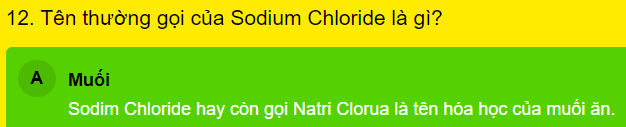 12. Tên thường gọi của Sodium Chloride là gì?
A Muối
Sodim Chloride hay còn gọi Natri Clorua là tên hóa học của muối ăn.